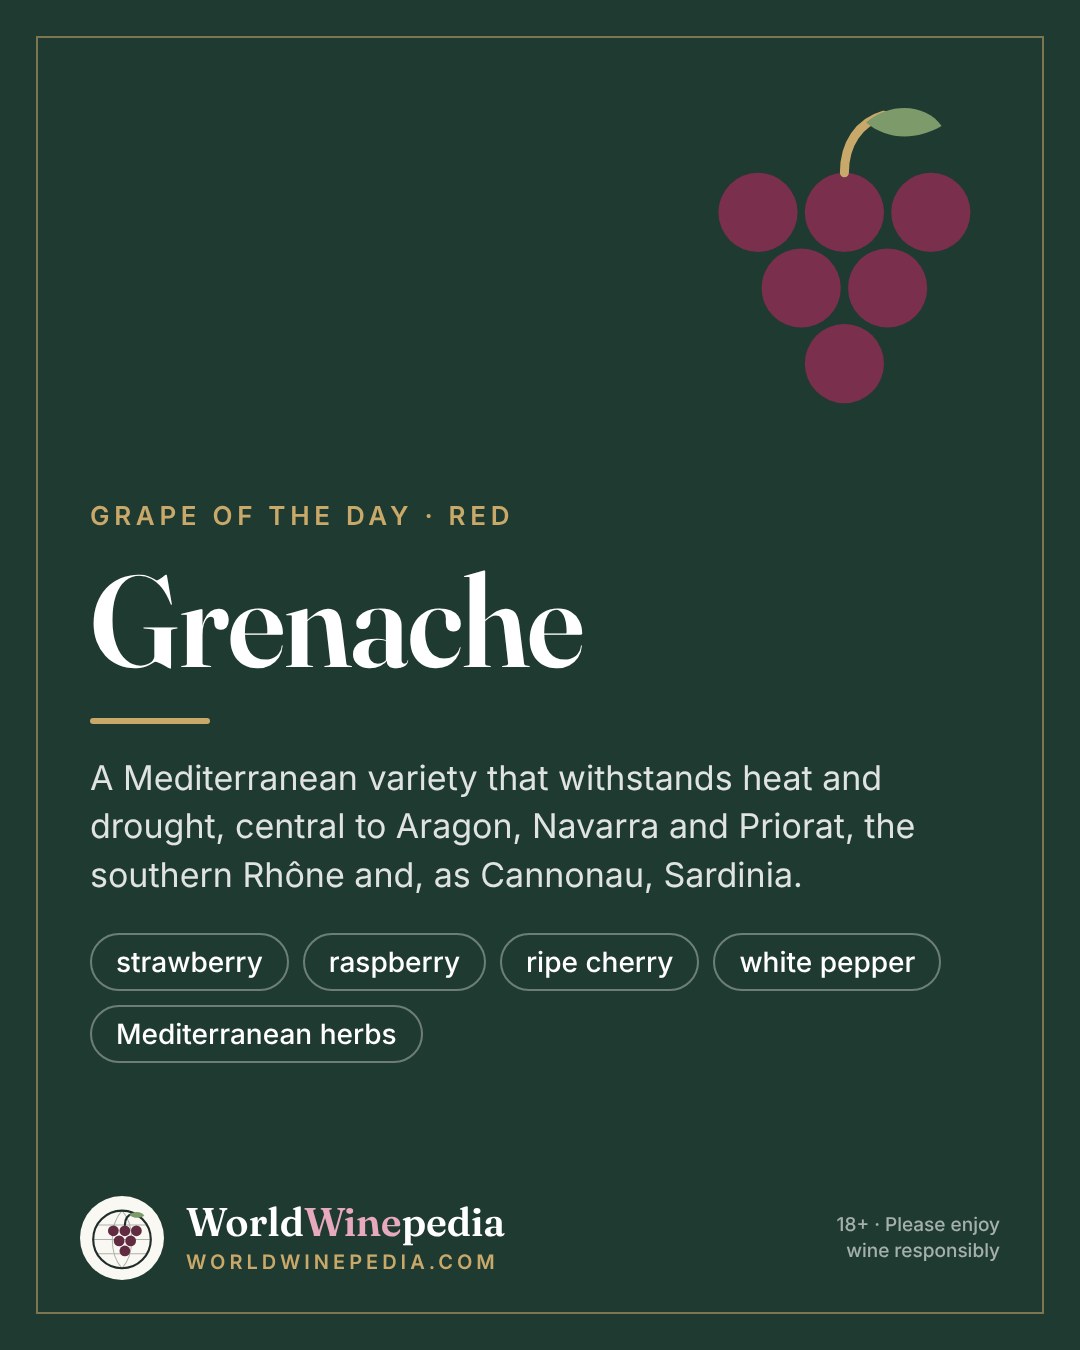 GRAPE OF THE DAY · RED
Grenache
A Mediterranean variety that withstands heat and
drought, central to Aragon, Navarra and Priorat, the
southern Rhône and, as Cannonau, Sardinia.
strawberry raspberry ripe cherry white pepper
Mediterranean herbs
WorldWinepedia
WORLDWINEPEDIA.COM
18+ · Please enjoy
wine responsibly